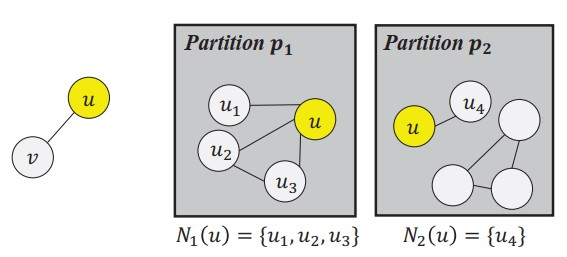 u
v
Partition p₁
u₁
u
u₂
u₃
N₁(u) = {u₁, u₂, u₃}
Partition p₂
u₄
u
N₂(u) = {u₄}